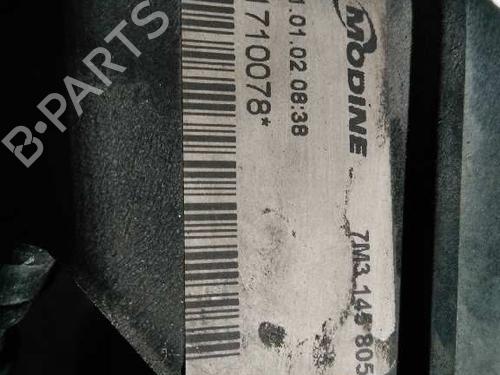 MODINE
7M3 145 805
1.01.02 08:38
1710078*
B-PARTS